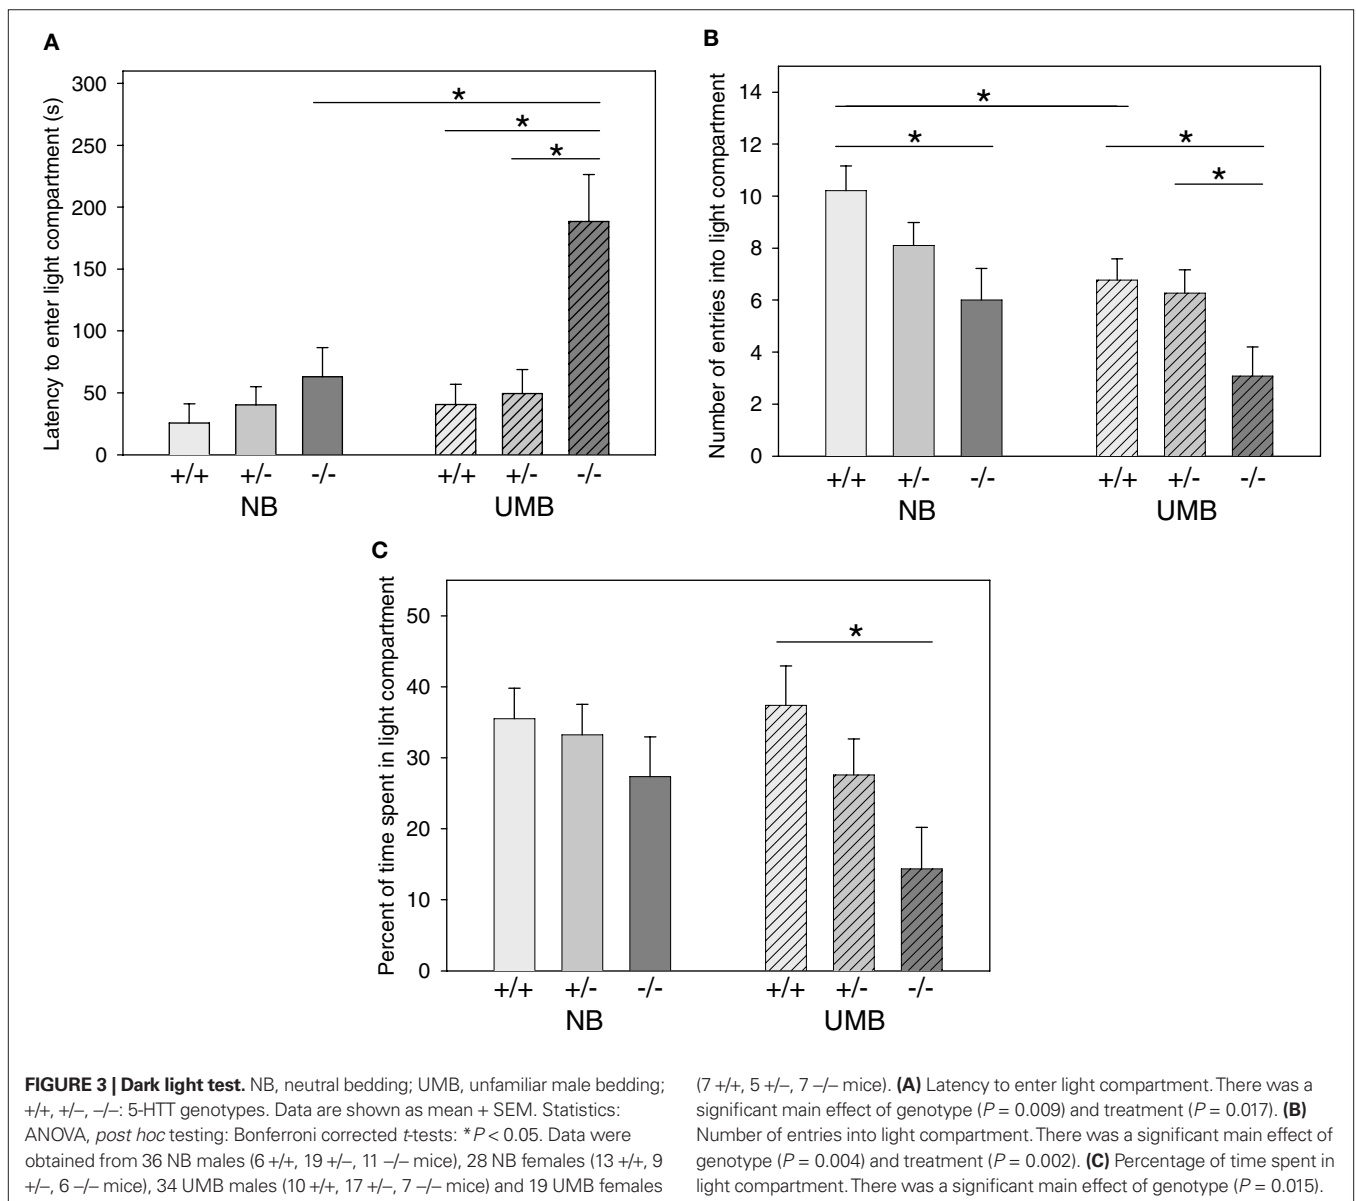 A
Latency to enter light compartment (s)
300
250
200
150
100
50
0
*
*
*
+/+ +/- -/- +/+ +/- -/-
NB UMB
B
Number of entries into light compartment
14
12
10
8
6
4
2
0
*
*
*
*
+/+ +/- -/- +/+ +/- -/-
NB UMB
C
Percent of time spent in light compartment
50
40
30
20
10
0
*
+/+ +/- -/- +/+ +/- -/-
NB UMB
FIGURE 3 | Dark light test. NB, neutral bedding; UMB, unfamiliar male bedding;
+/+, +/–, –/–: 5-HTT genotypes. Data are shown as mean + SEM. Statistics:
ANOVA, post hoc testing: Bonferroni corrected t-tests: *P < 0.05. Data were
obtained from 36 NB males (6 +/+, 19 +/–, 11 –/– mice), 28 NB females (13 +/+, 9
+/–, 6 –/– mice), 34 UMB males (10 +/+, 17 +/–, 7 –/– mice) and 19 UMB females
(7 +/+, 5 +/–, 7 –/– mice). (A) Latency to enter light compartment. There was a
significant main effect of genotype (P = 0.009) and treatment (P = 0.017). (B)
Number of entries into light compartment. There was a significant main effect of
genotype (P = 0.004) and treatment (P = 0.002). (C) Percentage of time spent in
light compartment. There was a significant main effect of genotype (P = 0.015).